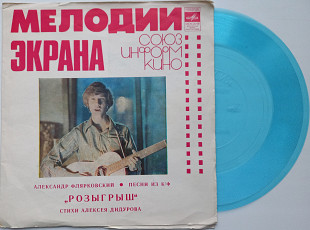 МЕЛОДИИ
ЭКРАНА
СОЮЗ
ИНФОРМ
КИНО
АЛЕКСАНДР ФЛЯРКОВСКИЙ • ПЕСНИ ИЗ К/Ф
„РОЗЫГРЫШ“
СТИХИ АЛЕКСЕЯ ДИДУРОВА